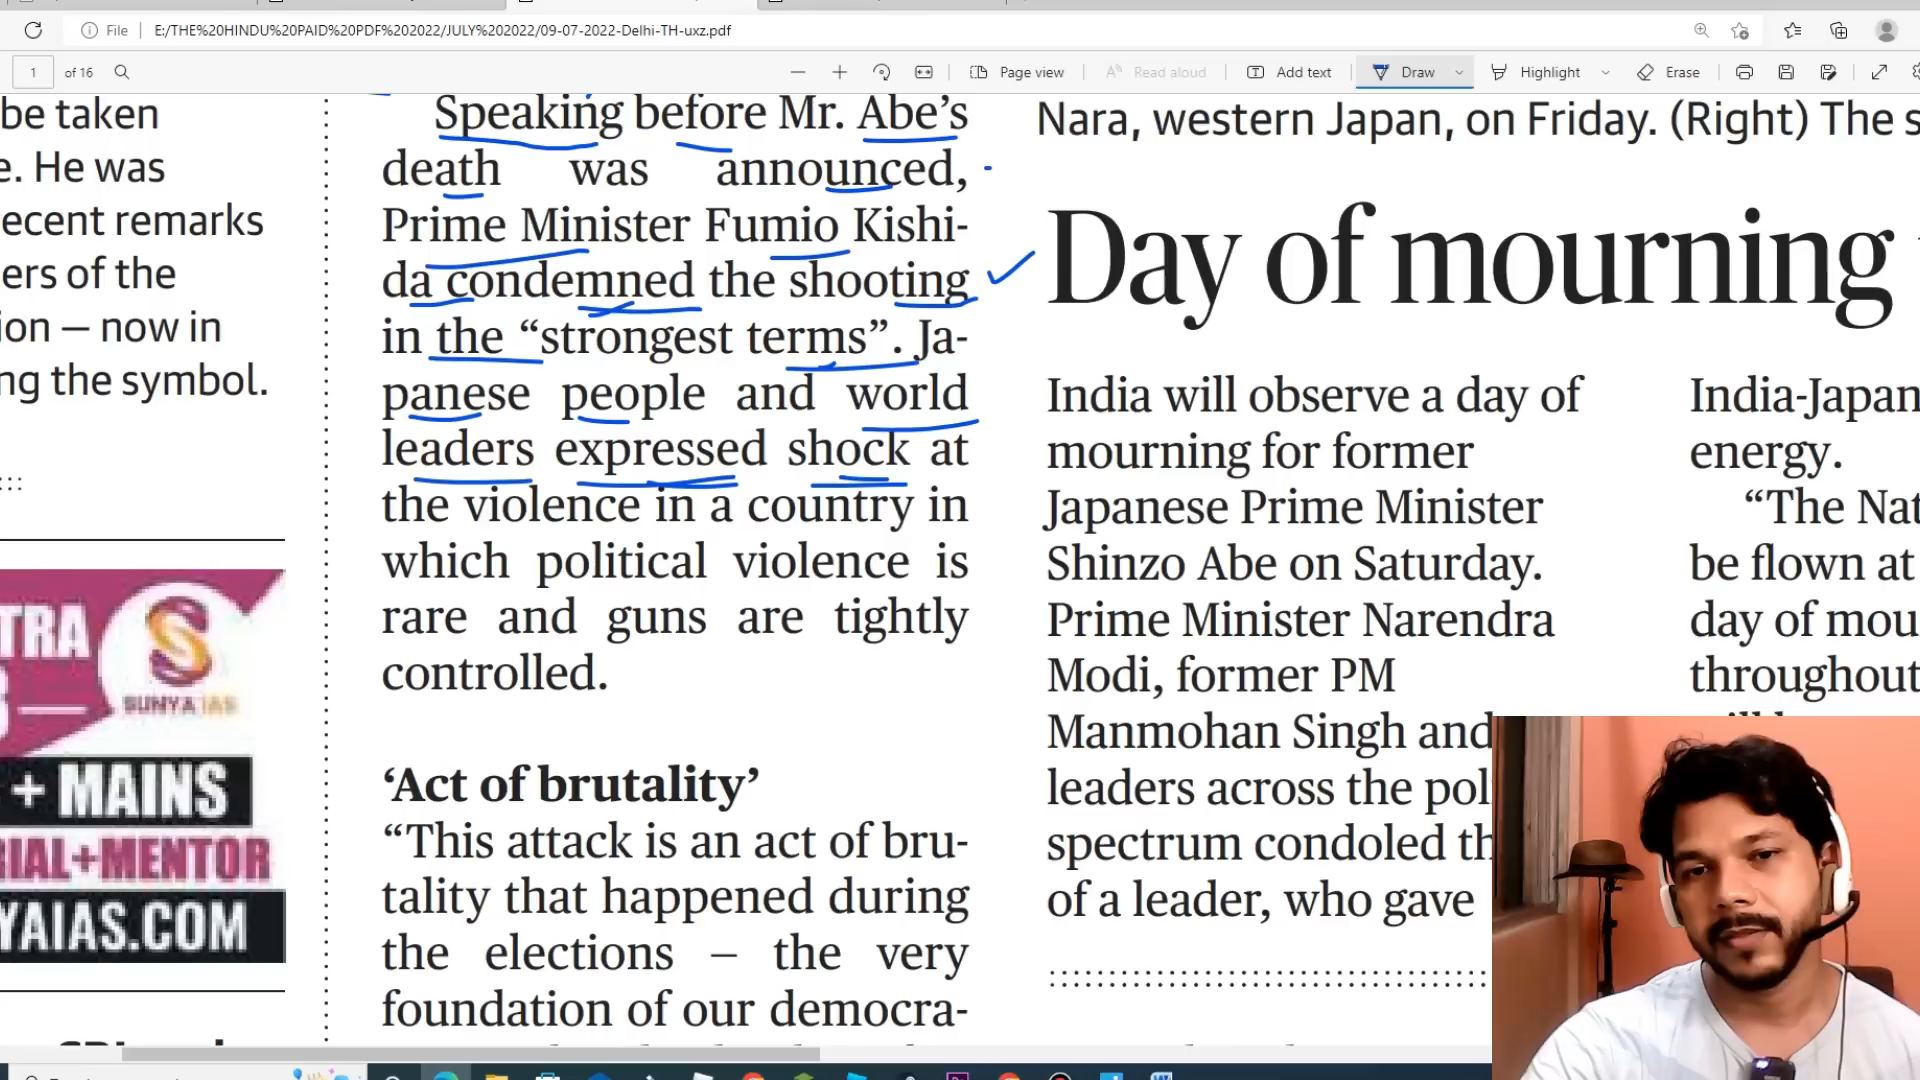 File
E:/THE%20HINDU%20PAID%20PDF%202022/JULY%202022/09-07-2022-Delhi-TH-uxz.pdf
1 of 16
Page view
Read aloud
Add text
Draw
Highlight
Erase
be taken
e. He was
ecent remarks
ers of the
ion — now in
ng the symbol.
TRA
SUNYA IAS
+ MAINS
RIAL+MENTOR
YAIAS.COM
Speaking before Mr. Abe's
death was announced,
Prime Minister Fumio Kishi-
da condemned the shooting
in the “strongest terms”. Ja-
panese people and world
leaders expressed shock at
the violence in a country in
which political violence is
rare and guns are tightly
controlled.
‘Act of brutality’
“This attack is an act of bru-
tality that happened during
the elections — the very
foundation of our democra-
Nara, western Japan, on Friday. (Right) The s
Day of mourning
India will observe a day of
mourning for former
Japanese Prime Minister
Shinzo Abe on Saturday.
Prime Minister Narendra
Modi, former PM
Manmohan Singh and
leaders across the pol
spectrum condoled th
of a leader, who gave
India-Japan
energy.
“The Nat
be flown at
day of mou
throughout